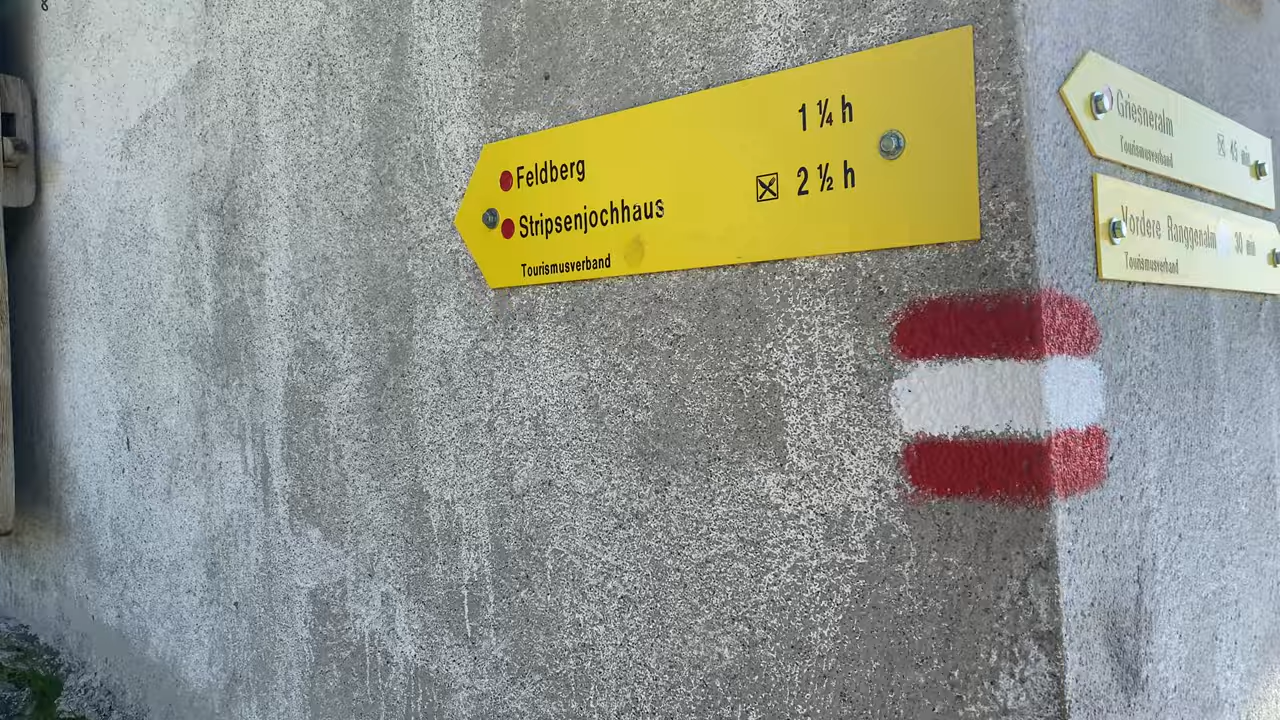 1 ¼ h
Feldberg
Stripsenjochhaus 2 ½ h
Tourismusverband
Griesneralm 45 min
Tourismusverband
Vordere Ranggenalm 30 min
Tourismusverband